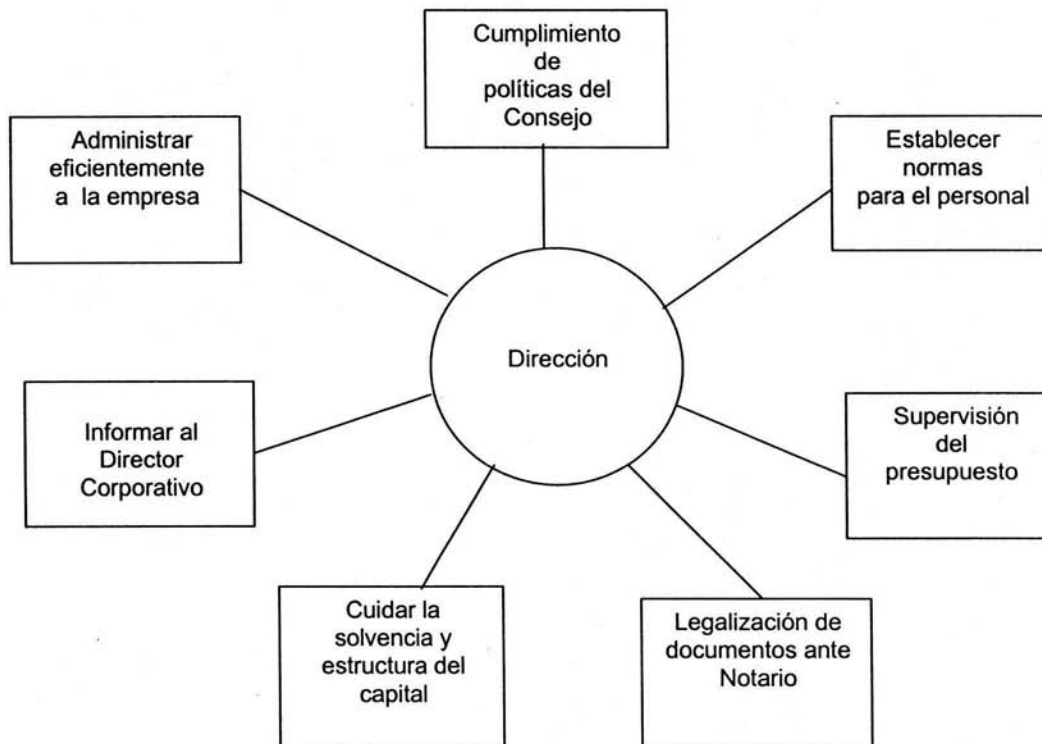 Cumplimiento
de
políticas del
Consejo
Administrar
eficientemente
a la empresa
Establecer
normas
para el personal
Dirección
Informar al
Director
Corporativo
Supervisión
del
presupuesto
Cuidar la
solvencia y
estructura del
capital
Legalización de
documentos ante
Notario